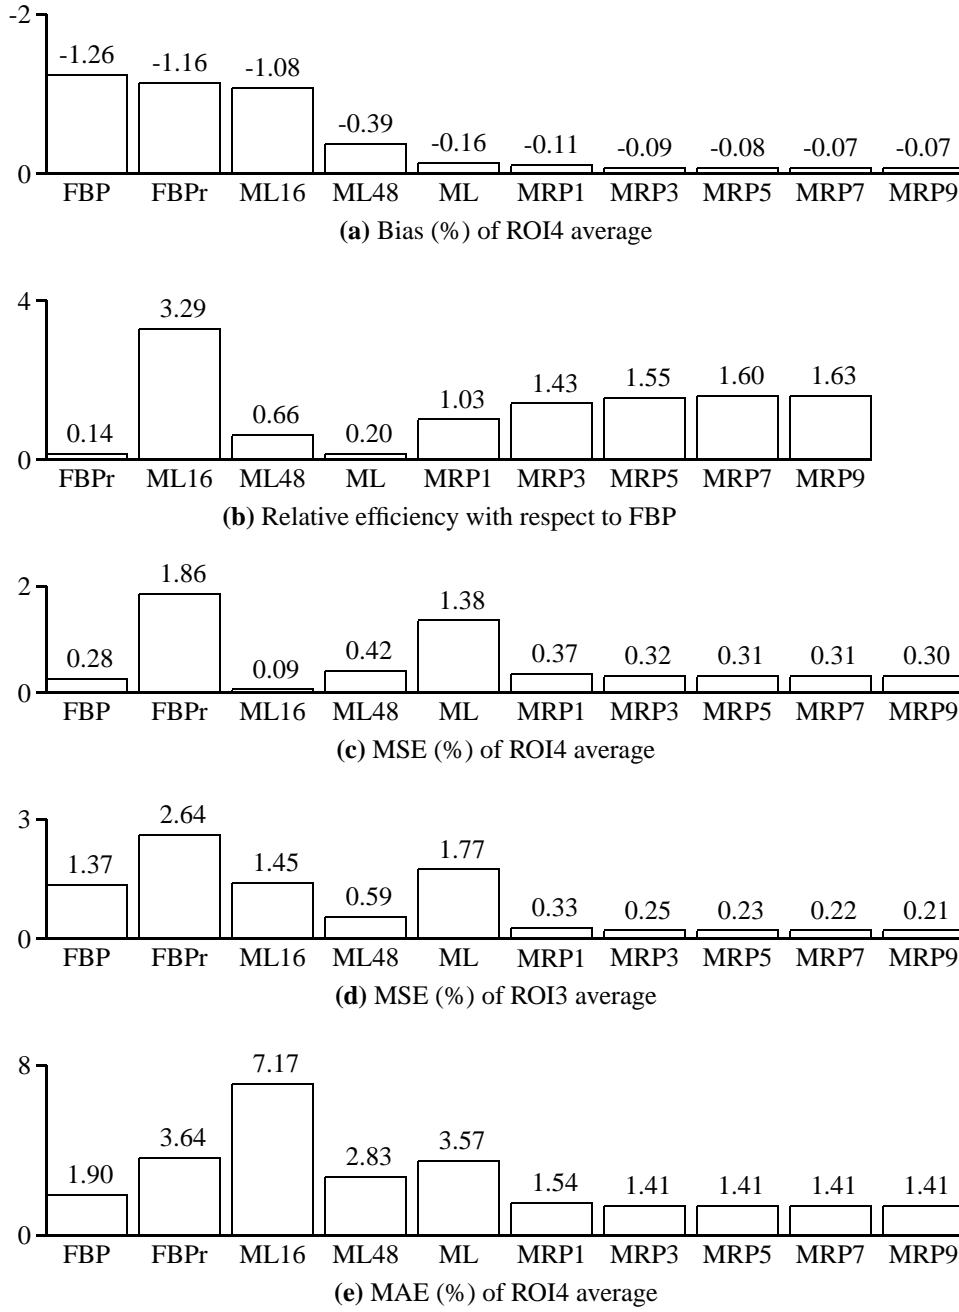 -2
-1.26 -1.16 -1.08
-0.39
-0.16 -0.11 -0.09 -0.08 -0.07 -0.07
0
FBP FBPr ML16 ML48 ML MRP1 MRP3 MRP5 MRP7 MRP9
(a) Bias (%) of ROI4 average
4
3.29
1.43 1.55 1.60 1.63
1.03
0.14 0.66 0.20
0
FBPr ML16 ML48 ML MRP1 MRP3 MRP5 MRP7 MRP9
(b) Relative efficiency with respect to FBP
2
1.86
1.38
0.28 0.09 0.42 0.37 0.32 0.31 0.31 0.30
0
FBP FBPr ML16 ML48 ML MRP1 MRP3 MRP5 MRP7 MRP9
(c) MSE (%) of ROI4 average
3
2.64
1.37 1.45 1.77
0.59 0.33 0.25 0.23 0.22 0.21
0
FBP FBPr ML16 ML48 ML MRP1 MRP3 MRP5 MRP7 MRP9
(d) MSE (%) of ROI3 average
8
7.17
3.64 3.57
1.90 2.83 1.54 1.41 1.41 1.41 1.41
0
FBP FBPr ML16 ML48 ML MRP1 MRP3 MRP5 MRP7 MRP9
(e) MAE (%) of ROI4 average